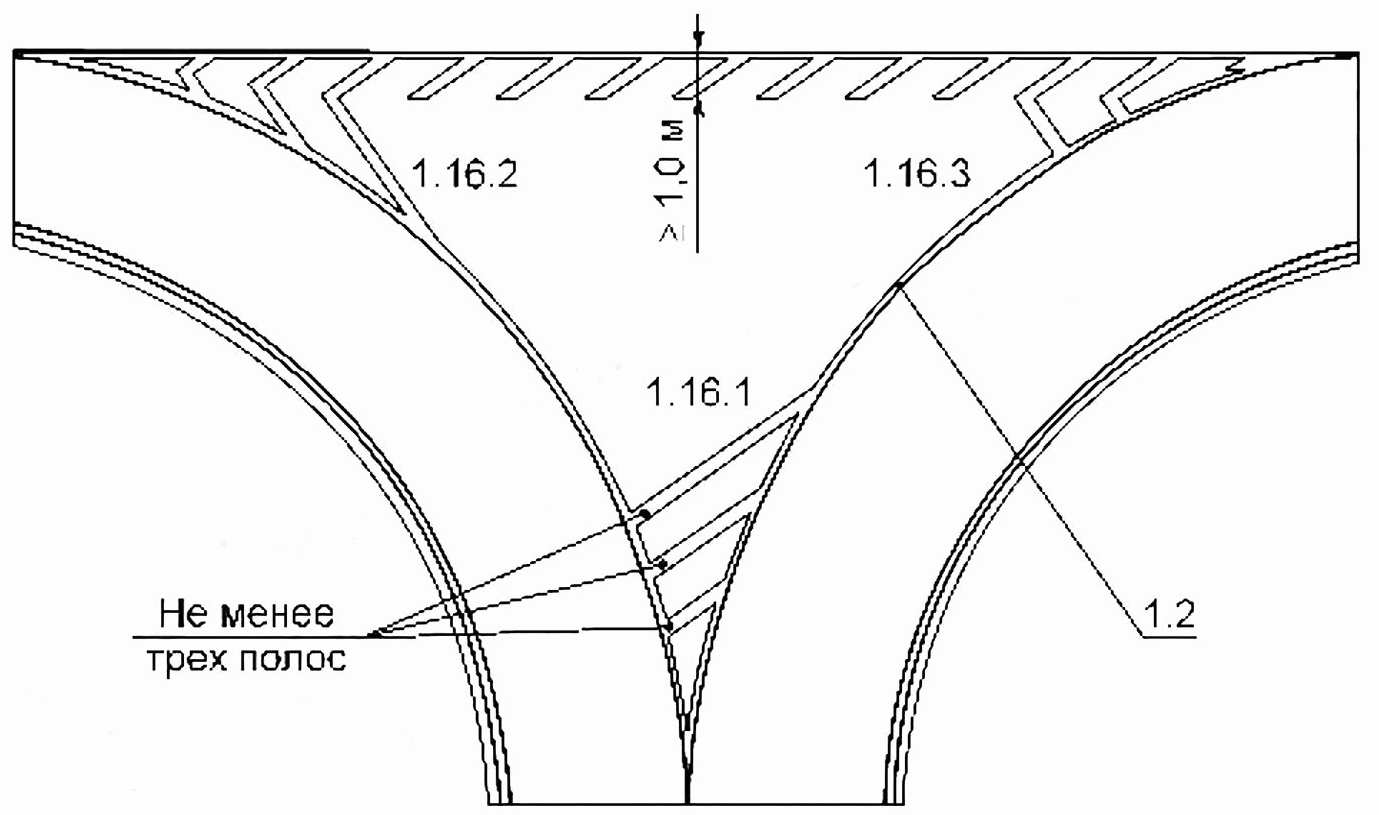 1.16.2
≥ 1,0 м
1.16.3
1.16.1
Не менее
трех полос
1.2